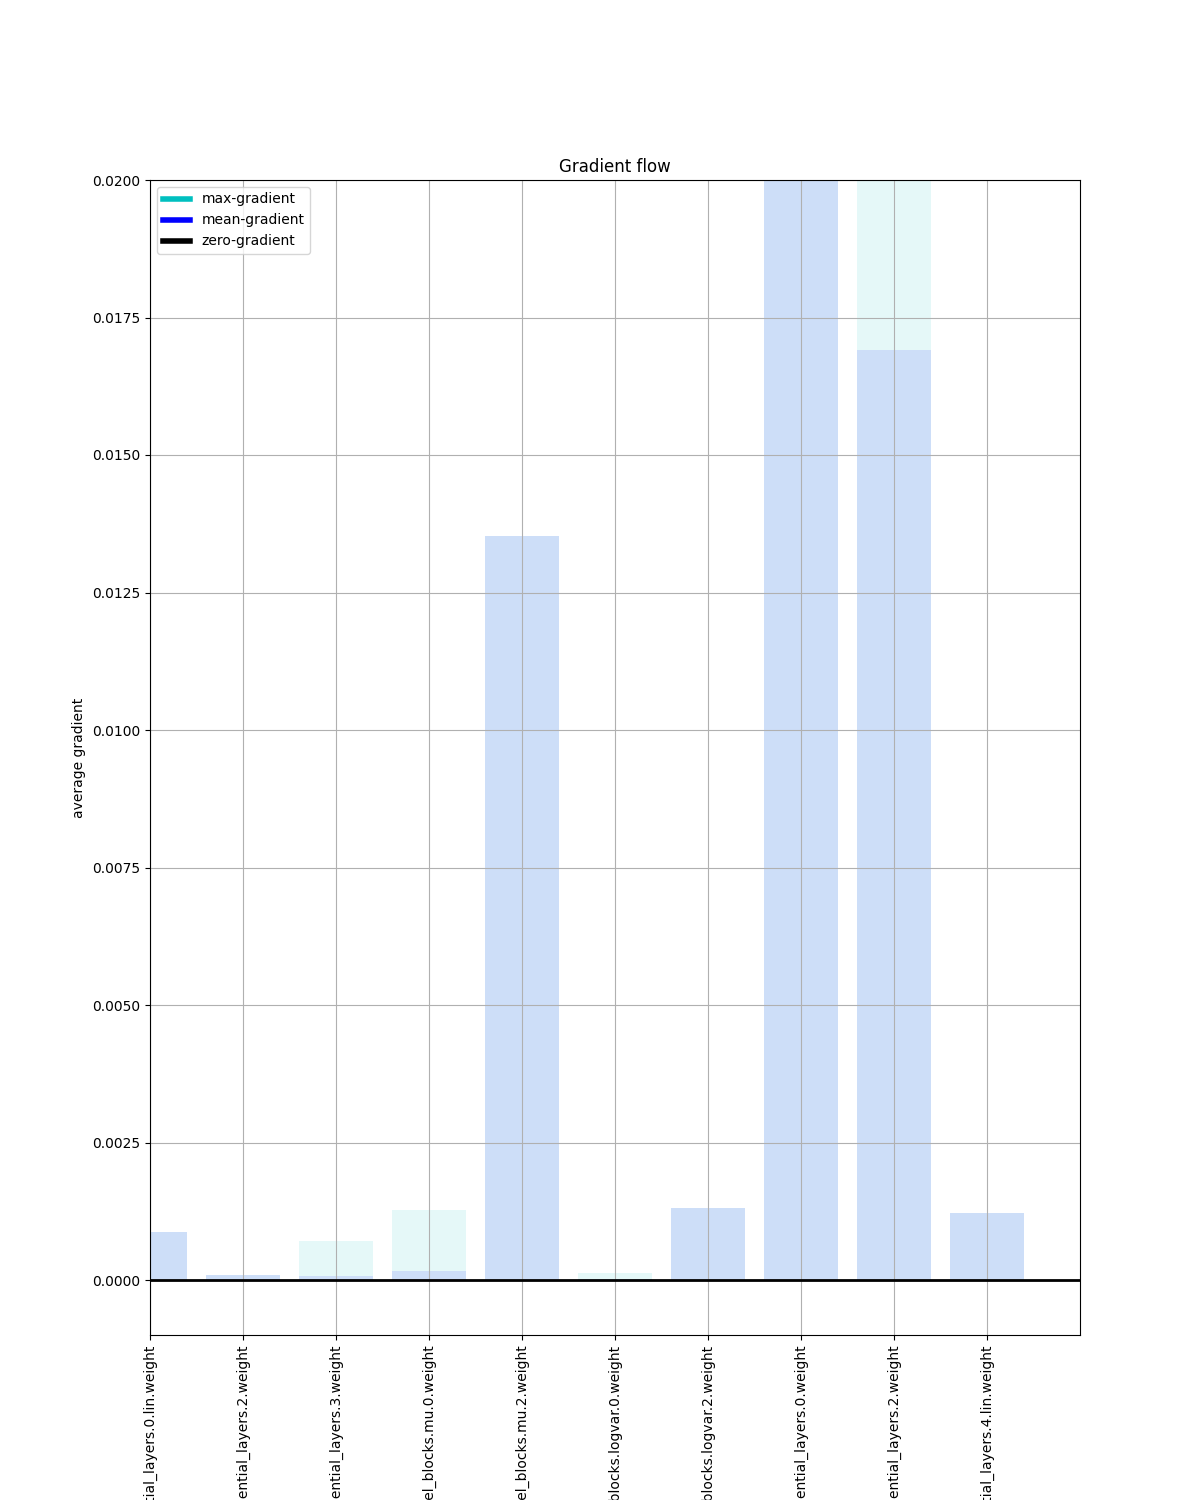 Gradient flow
max-gradient
mean-gradient
zero-gradient
0.0200
0.0175
0.0150
0.0125
0.0100
0.0075
0.0050
0.0025
0.0000
average gradient
tial_layers.0.lin.weight
ential_layers.2.weight
ential_layers.3.weight
el_blocks.mu.0.weight
el_blocks.mu.2.weight
blocks.logvar.0.weight
blocks.logvar.2.weight
ential_layers.0.weight
ential_layers.2.weight
tial_layers.4.lin.weight